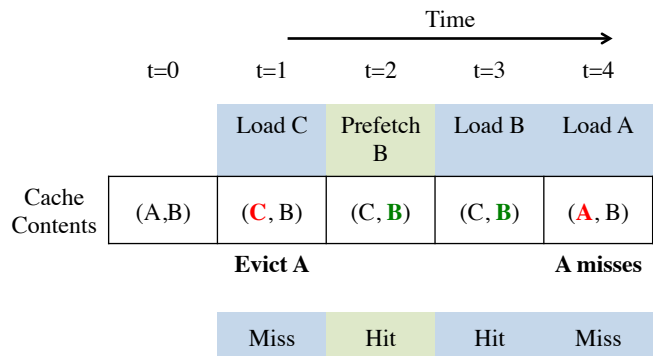 Time
t=0 t=1 t=2 t=3 t=4
Load C Prefetch B Load B Load A
Cache Contents (A,B) (C, B) (C, B) (C, B) (A, B)
Evict A A misses
Miss Hit Hit Miss